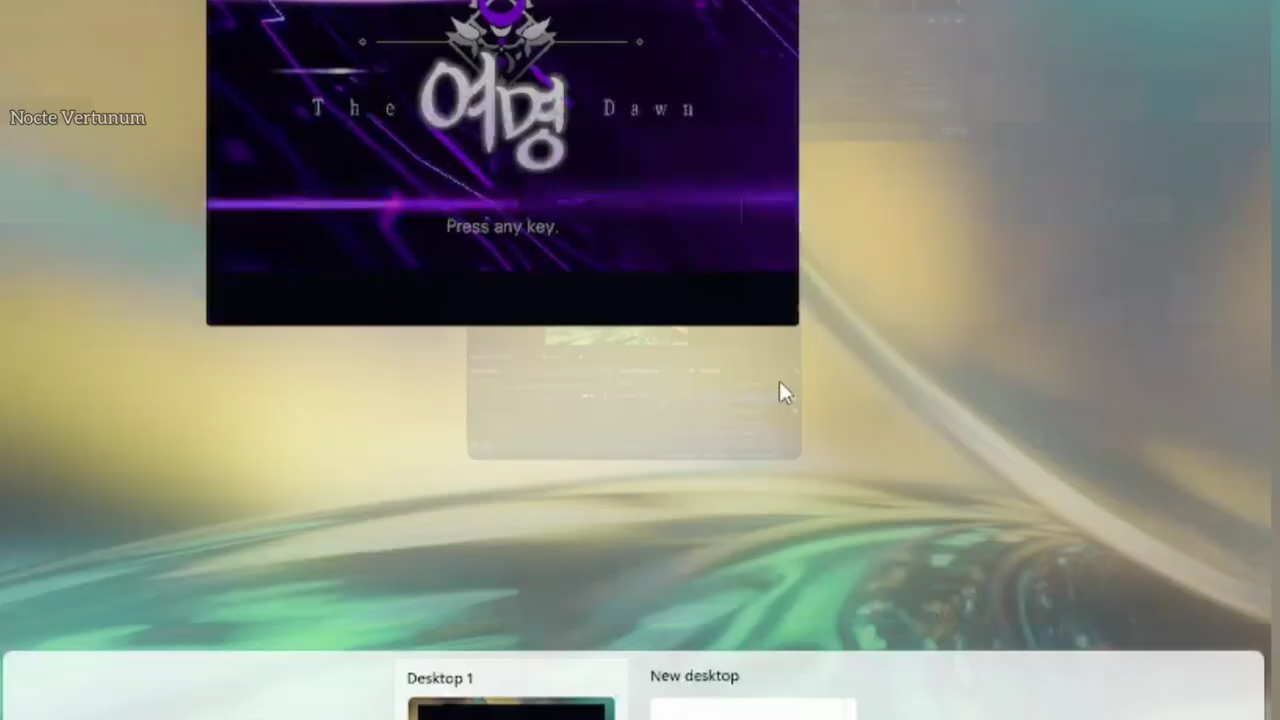 Nocte Vertunum
The 여명 Dawn
Press any key.
Desktop 1
New desktop